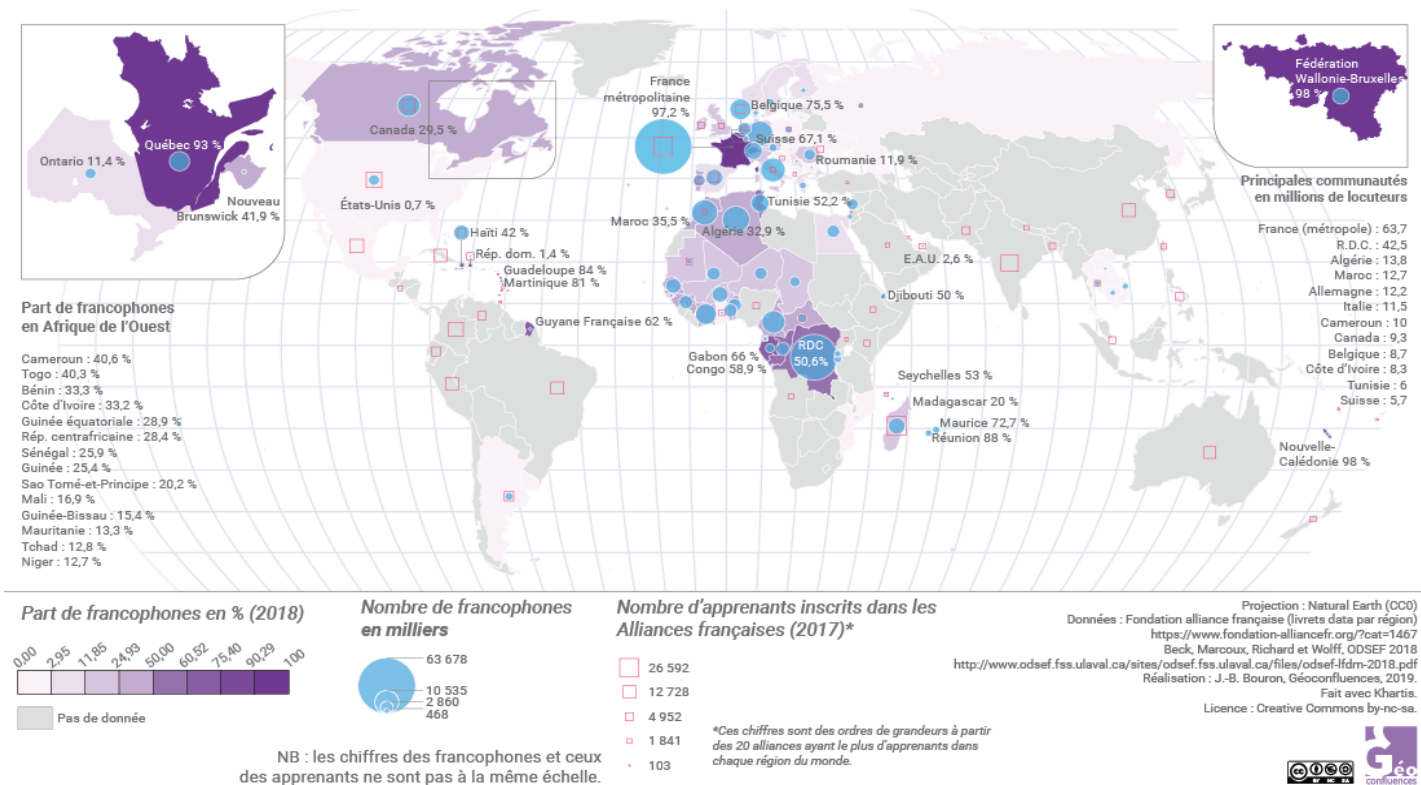 Québec 93 %
Ontario 11,4 %
Nouveau
Brunswick 41,9 %
Canada 29,5 %
États-Unis 0,7 %
Haïti 42 %
Rép. dom. 1,4 %
Guadeloupe 84 %
Martinique 81 %
Guyane Française 62 %
France
métropolitaine
97,2 %
Belgique 75,5 %
Suisse 67,1 %
Roumanie 11,9 %
Tunisie 52,2 %
Maroc 35,5 %
Algérie 32,9 %
E.A.U. 2,6 %
Djibouti 50 %
RDC
50,6%
Gabon 66 %
Congo 58,9 %
Seychelles 53 %
Madagascar 20 %
Maurice 72,7 %
Réunion 88 %
Nouvelle-
Calédonie 98 %
Fédération
Wallonie-Bruxelles
98 %
Principales communautés
en millions de locuteurs
France (métropole) : 63,7
R.D.C. : 42,5
Algérie : 13,8
Maroc : 12,7
Allemagne : 12,2
Italie : 11,5
Cameroun : 10
Canada : 9,3
Belgique : 8,7
Côte d'Ivoire : 8,3
Tunisie : 6
Suisse : 5,7
Part de francophones
en Afrique de l'Ouest
Cameroun : 40,6 %
Togo : 40,3 %
Bénin : 33,3 %
Côte d'Ivoire : 33,2 %
Guinée équatoriale : 28,9 %
Rép. centrafricaine : 28,4 %
Sénégal : 25,9 %
Guinée : 25,4 %
Sao Tomé-et-Principe : 20,2 %
Mali : 16,9 %
Guinée-Bissau : 15,4 %
Mauritanie : 13,3 %
Tchad : 12,8 %
Niger : 12,7 %
Part de francophones en % (2018)
0,00 2,95 11,85 24,93 50,00 60,52 75,40 90,29 100
Pas de donnée
Nombre de francophones
en milliers
63 678
10 535
2 860
468
NB : les chiffres des francophones et ceux
des apprenants ne sont pas à la même échelle.
Nombre d'apprenants inscrits dans les
Alliances françaises (2017)*
26 592
12 728
4 952
1 841
103
*Ces chiffres sont des ordres de grandeurs à partir
des 20 alliances ayant le plus d'apprenants dans
chaque région du monde.
Projection : Natural Earth (CC0)
Données : Fondation alliance française (livrets data par région)
https://www.fondation-alliancefr.org/?cat=1467
Beck, Marcoux, Richard et Wolff, ODSEF 2018
http://www.odsef.fss.ulaval.ca/sites/odsef.fss.ulaval.ca/files/odsef-lfdm-2018.pdf
Réalisation : J.-B. Bouron, Géoconfluences, 2019.
Fait avec Khartis.
Licence : Creative Commons by-nc-sa.
cc
BY NC SA
Géo
confluences